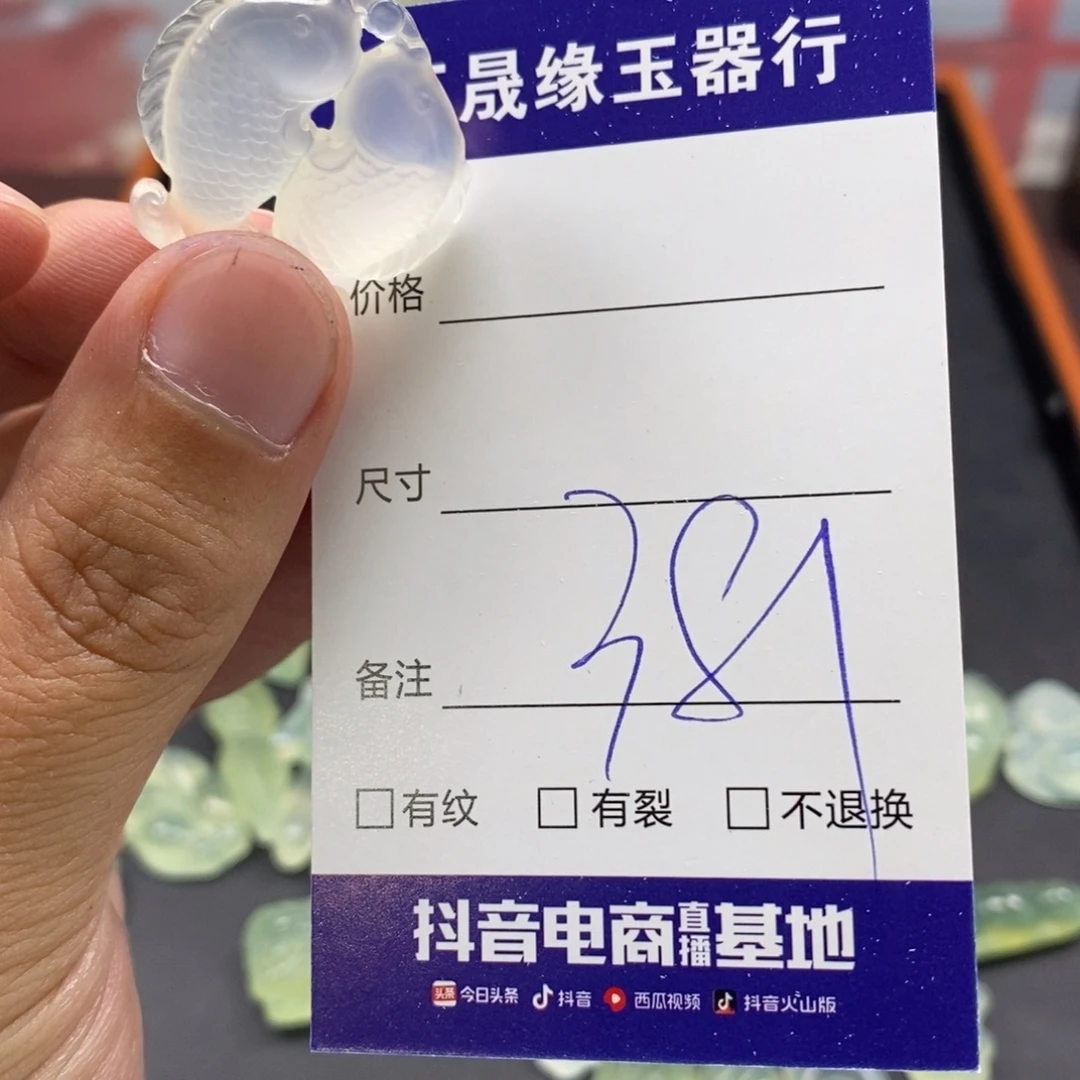 晟缘玉器行
价格
尺寸
381
备注
有纹 有裂 不退换
抖音电商直播基地
头条 今日头条 抖音 西瓜视频 抖音火山版